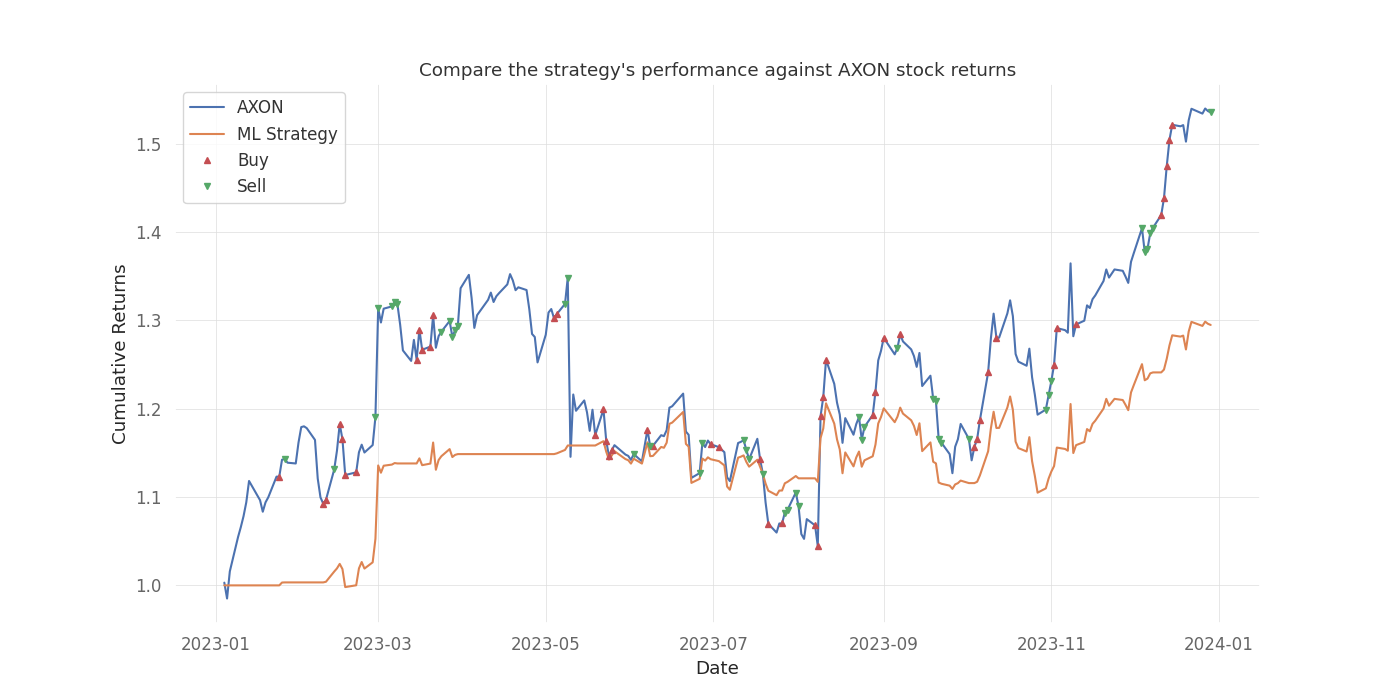 Compare the strategy's performance against AXON stock returns
AXON
ML Strategy
Buy
Sell
1.5
1.4
1.3
1.2
1.1
1.0
Cumulative Returns
2023-01
2023-03
2023-05
2023-07
2023-09
2023-11
2024-01
Date